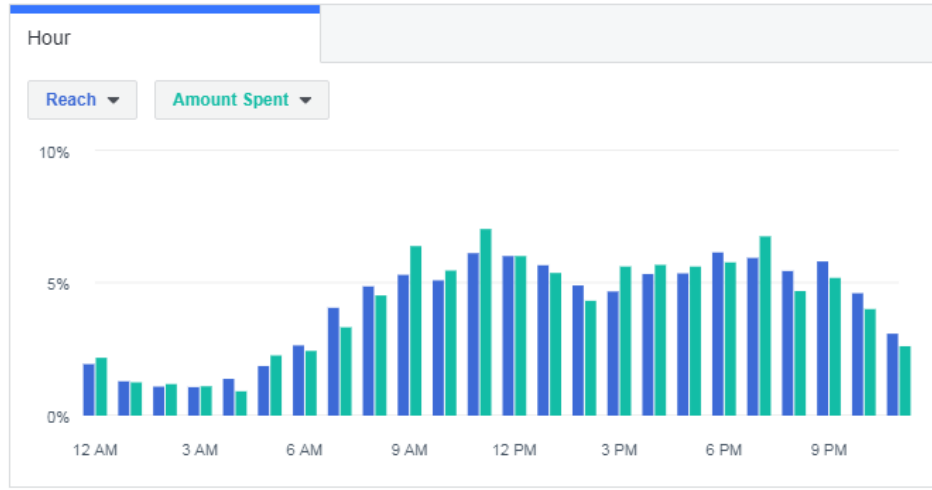 Hour
Reach
Amount Spent
10%
5%
0%
12 AM 3 AM 6 AM 9 AM 12 PM 3 PM 6 PM 9 PM